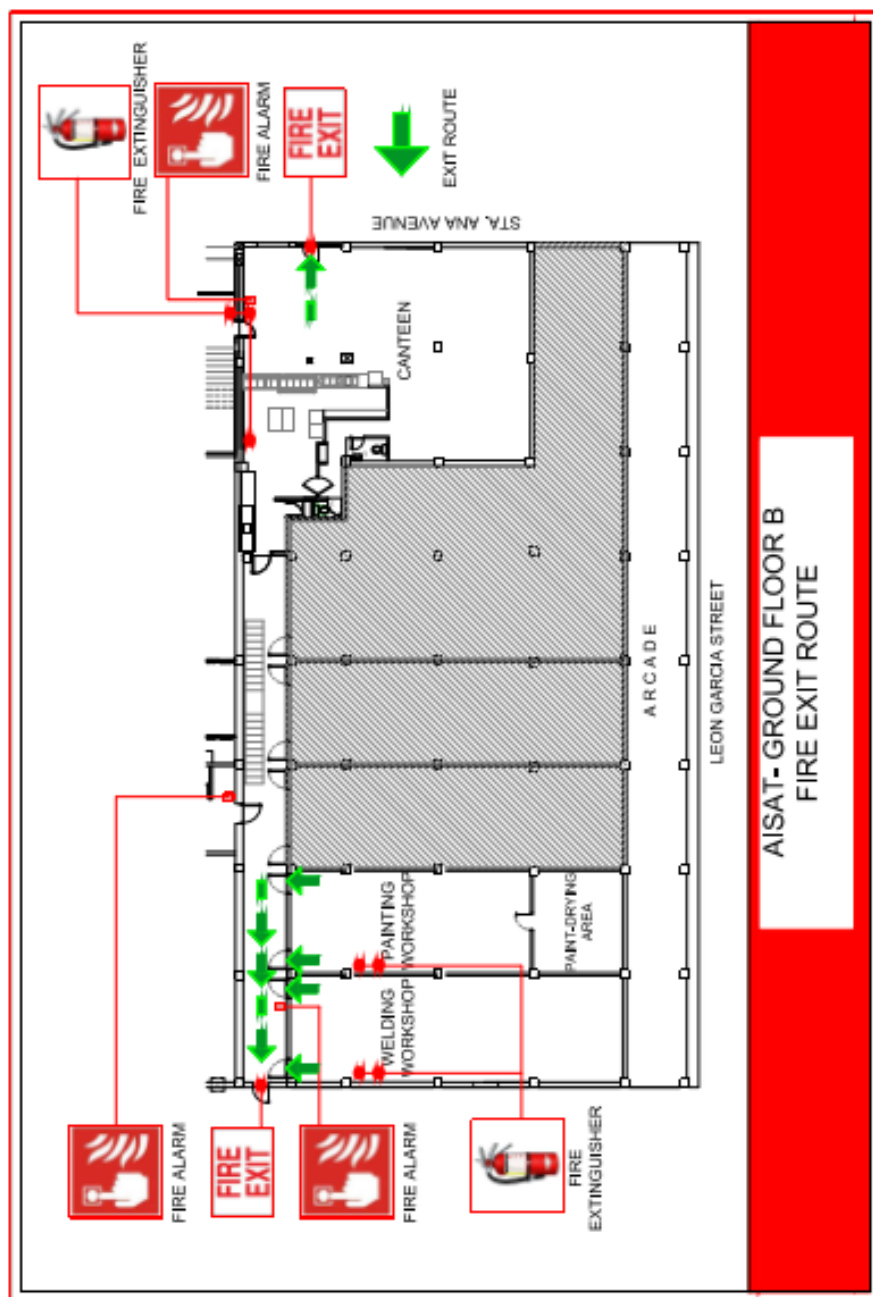 FIRE EXTINGUISHER
FIRE ALARM
FIRE
EXIT
EXIT ROUTE
STA. ANA AVENUE
CANTEEN
ARCADE
LEON GARCIA STREET
PAINTING
WORKSHOP
PAINT-DRYING
AREA
WELDING
WORKSHOP
FIRE ALARM
FIRE
EXIT
FIRE ALARM
FIRE
EXTINGUISHER
AISAT- GROUND FLOOR B
FIRE EXIT ROUTE